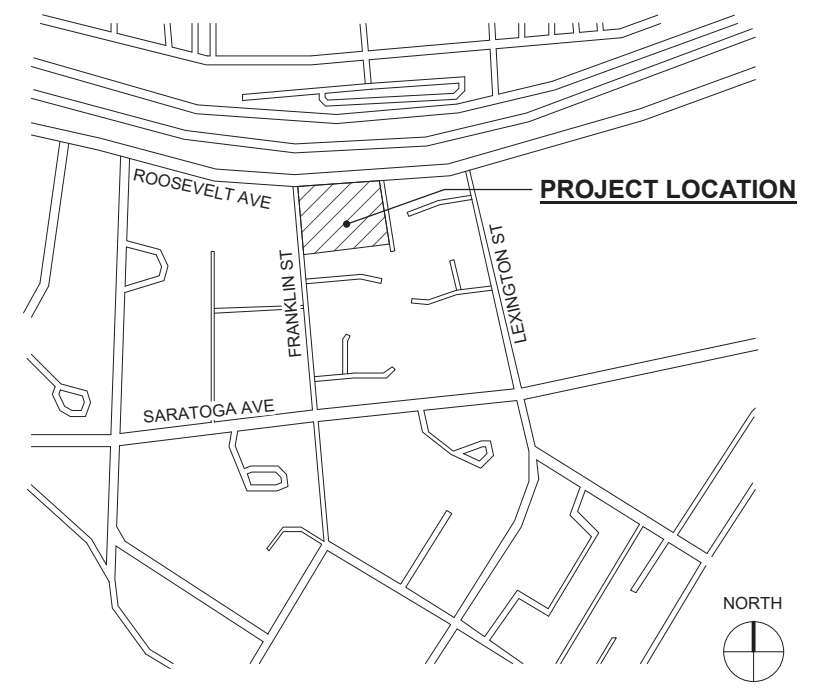 ROOSEVELT AVE
PROJECT LOCATION
FRANKLIN ST
LEXINGTON ST
SARATOGA AVE
NORTH